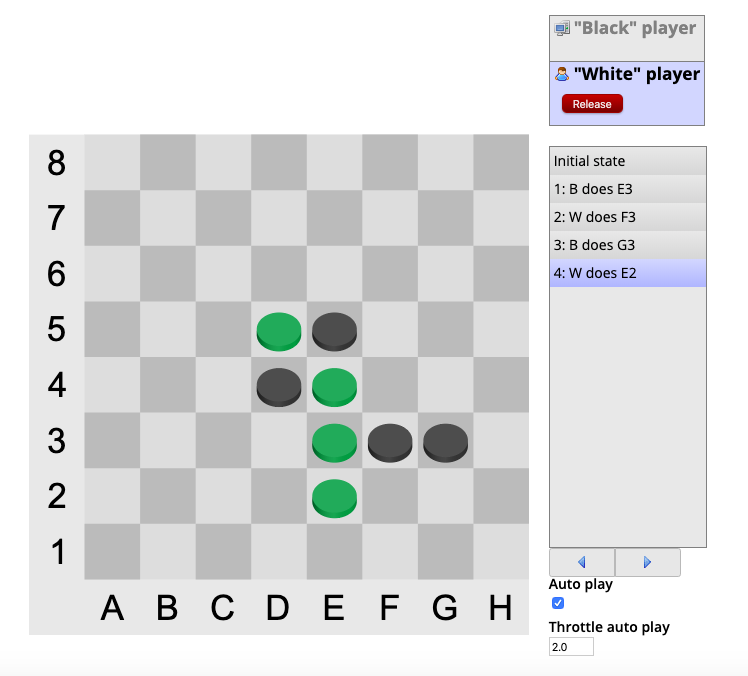 "Black" player
"White" player
Release
8
7
6
5
4
3
2
1
A B C D E F G H
Initial state
1: B does E3
2: W does F3
3: B does G3
4: W does E2
Auto play
Throttle auto play
2.0